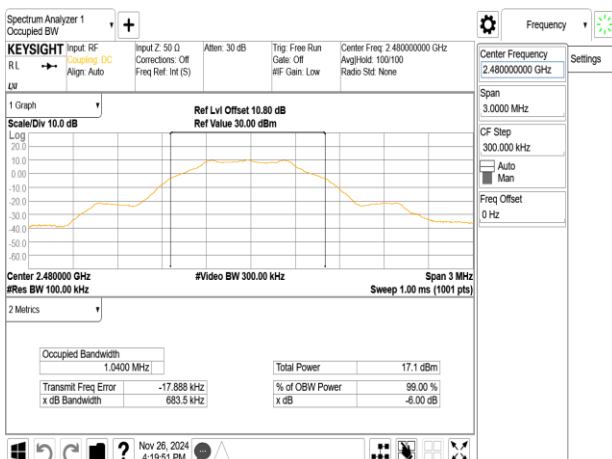 Spectrum Analyzer 1
Occupied BW
Frequency
KEYSIGHT
RL
Input: RF
Coupling: DC
Align: Auto
Input Z: 50 Ω
Corrections: Off
Freq Ref: Int (S)
Atten: 30 dB
Trig: Free Run
Gate: Off
#IF Gain: Low
Center Freq: 2.480000000 GHz
Avg|Hold: 100/100
Radio Std: None
LXI
Center Frequency
2.480000000 GHz
Settings
Span
3.0000 MHz
CF Step
300.000 kHz
Auto
Man
Freq Offset
0 Hz
1 Graph
Scale/Div 10.0 dB
Ref Lvl Offset 10.80 dB
Ref Value 30.00 dBm
Log
20.0
10.0
0.00
-10.0
-20.0
-30.0
-40.0
-50.0
-60.0
Center 2.480000 GHz
#Res BW 100.00 kHz
#Video BW 300.00 kHz
Span 3 MHz
Sweep 1.00 ms (1001 pts)
2 Metrics
Occupied Bandwidth
1.0400 MHz
Total Power 17.1 dBm
Transmit Freq Error -17.888 kHz
% of OBW Power 99.00 %
x dB Bandwidth 683.5 kHz
x dB -6.00 dB
?
Nov 26, 2024
4:19:51 PM